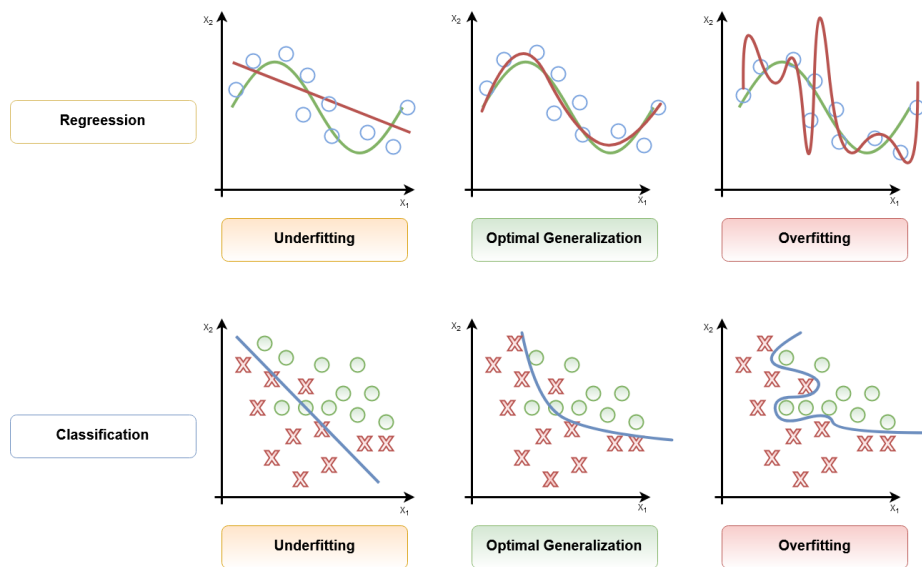 X2
X2
X2
Regreession
X1
X1
X1
Underfitting
Optimal Generalization
Overfitting
X2
X2
X2
Classification
X1
X1
X1
Underfitting
Optimal Generalization
Overfitting